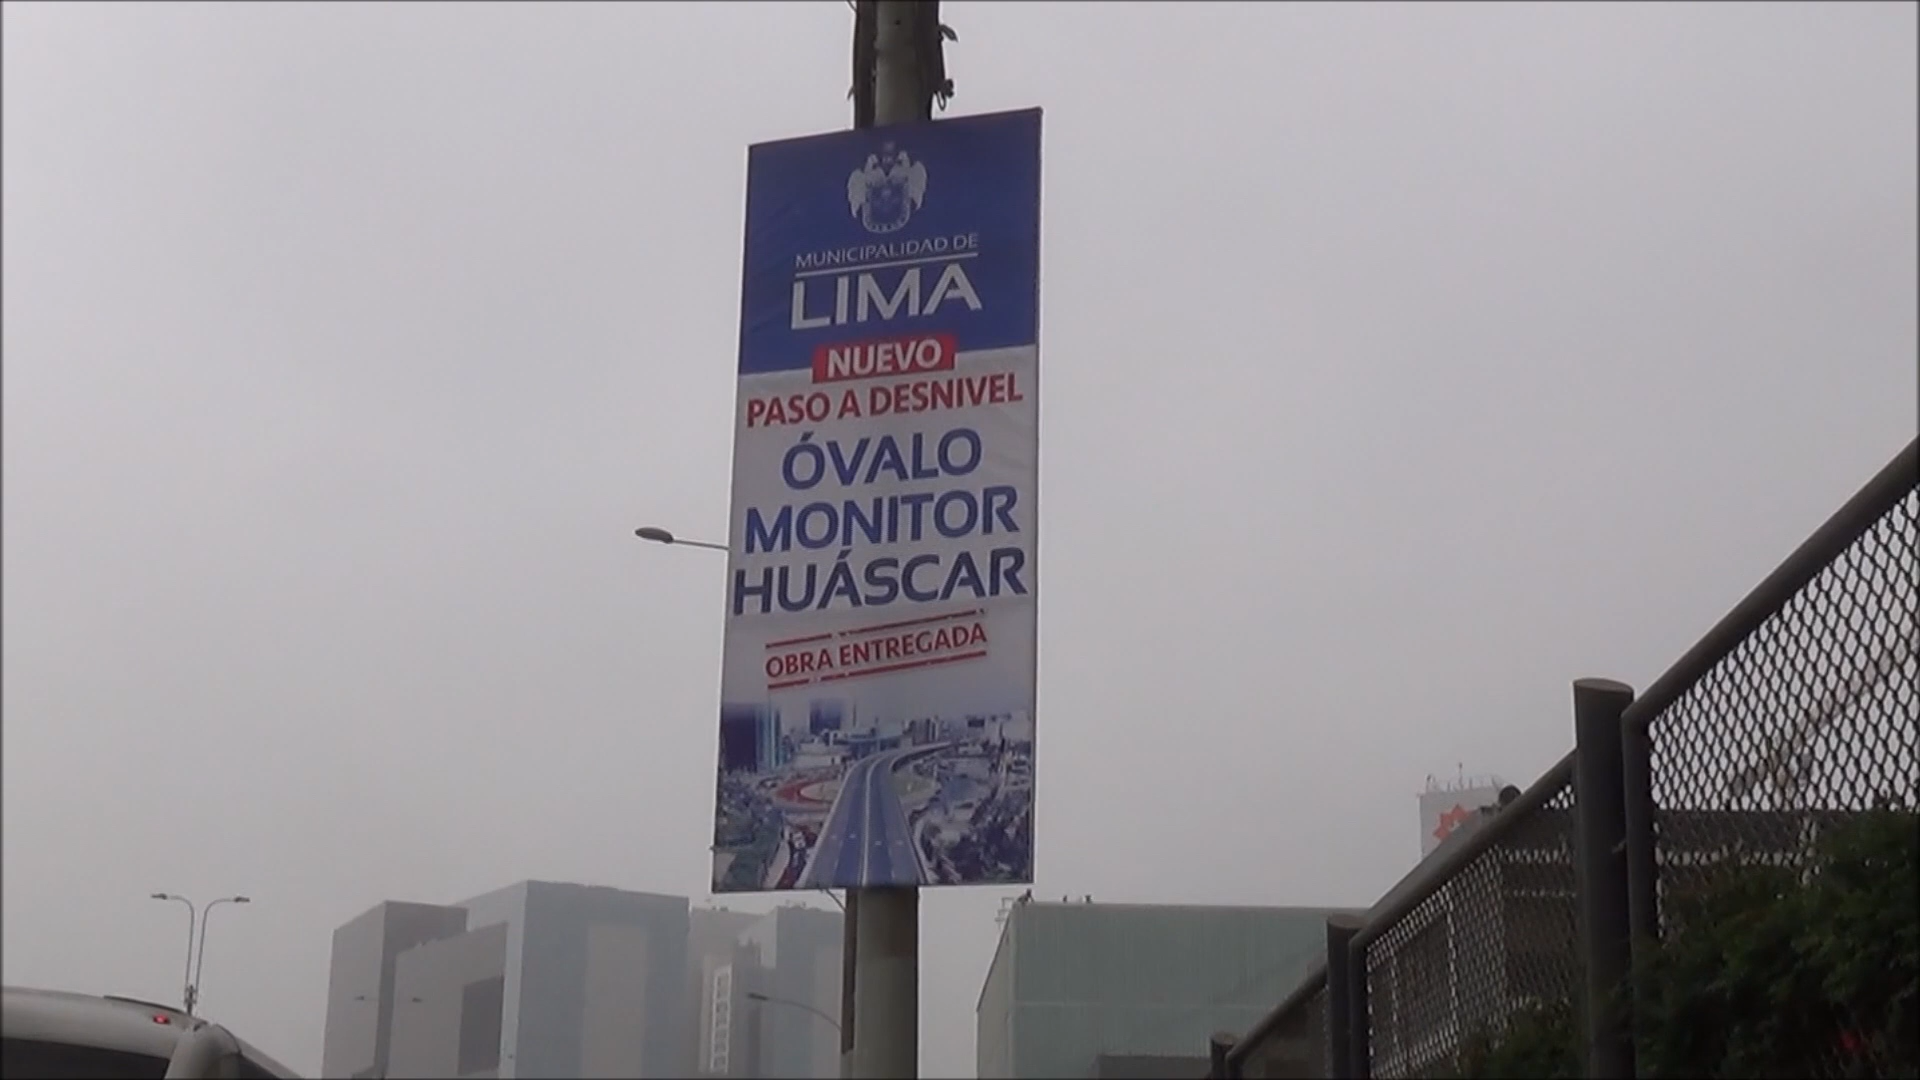 MUNICIPALIDAD DE
LIMA
NUEVO
PASO A DESNIVEL
ÓVALO
MONITOR
HUÁSCAR
OBRA ENTREGADA